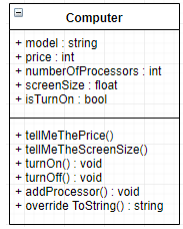 Computer
+ model : string
+ price : int
+ numberOfProcessors : int
+ screenSize : float
+ isTurnOn : bool
+ tellMeThePrice()
+ tellMeTheScreenSize()
+ turnOn() : void
+ turnOff() : void
+ addProcessor() : void
+ override ToString() : string